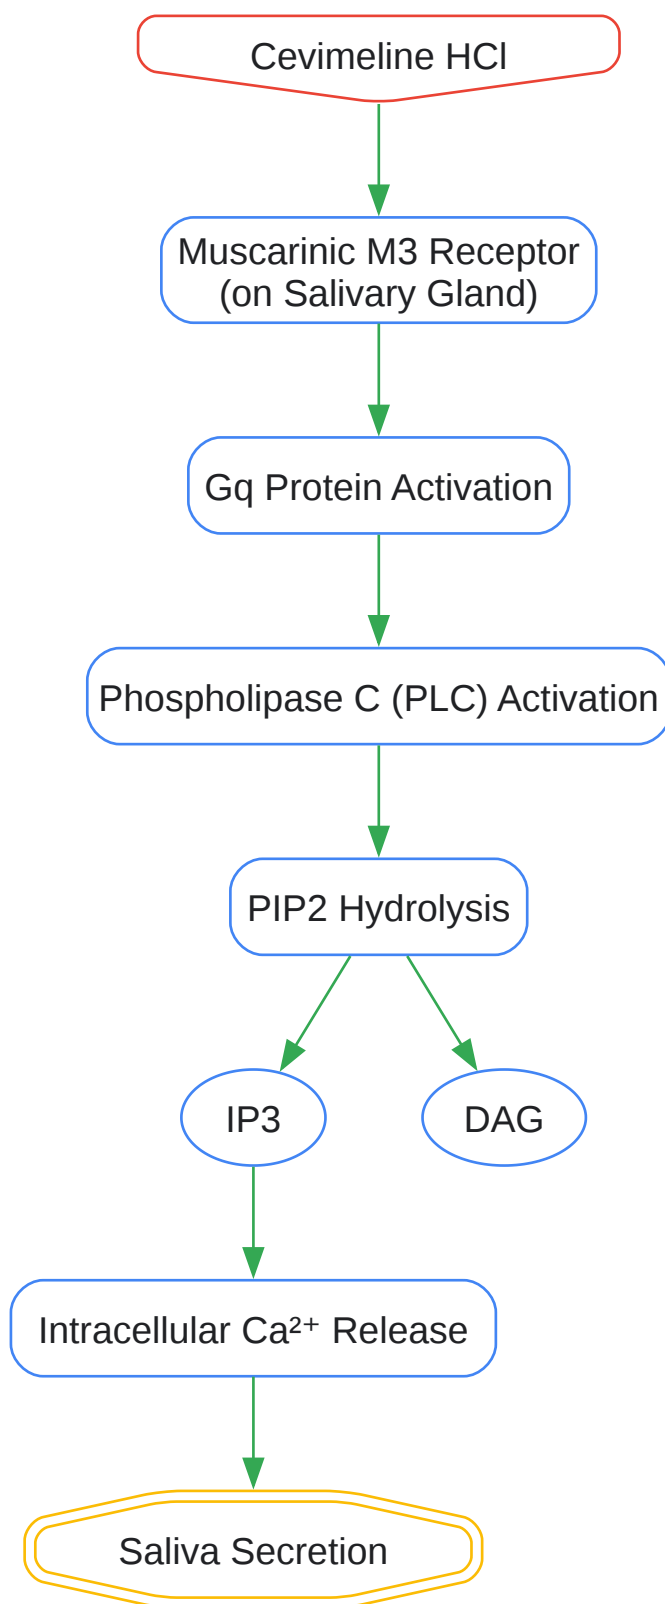 Cevimeline HCl
Muscarinic M3 Receptor
(on Salivary Gland)
Gq Protein Activation
Phospholipase C (PLC) Activation
PIP2 Hydrolysis
IP3
DAG
Intracellular Ca²⁺ Release
Saliva Secretion